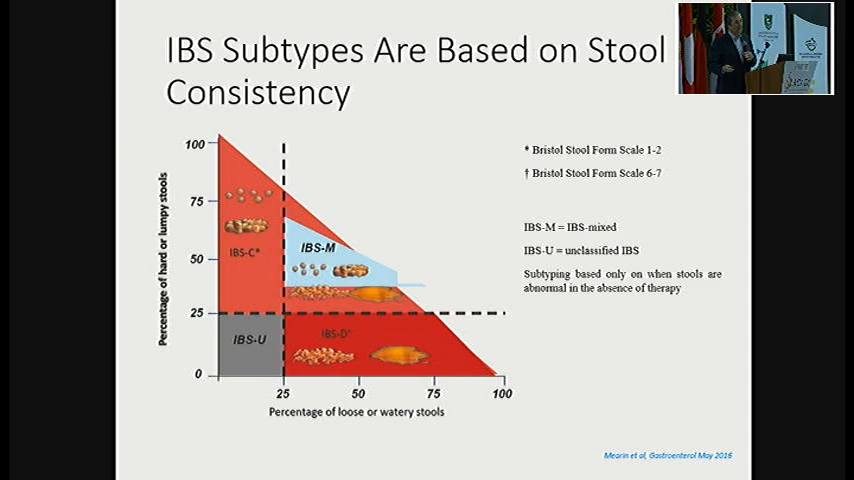 IBS Subtypes Are Based on Stool
Consistency
100
75
50
25
0
Percentage of hard or lumpy stools
IBS-C*
IBS-M
IBS-U
IBS-D†
25
50
75
100
Percentage of loose or watery stools
* Bristol Stool Form Scale 1-2
† Bristol Stool Form Scale 6-7
IBS-M = IBS-mixed
IBS-U = unclassified IBS
Subtyping based only on when stools are
abnormal in the absence of therapy
Mearin et al, Gastroenterol May 2016